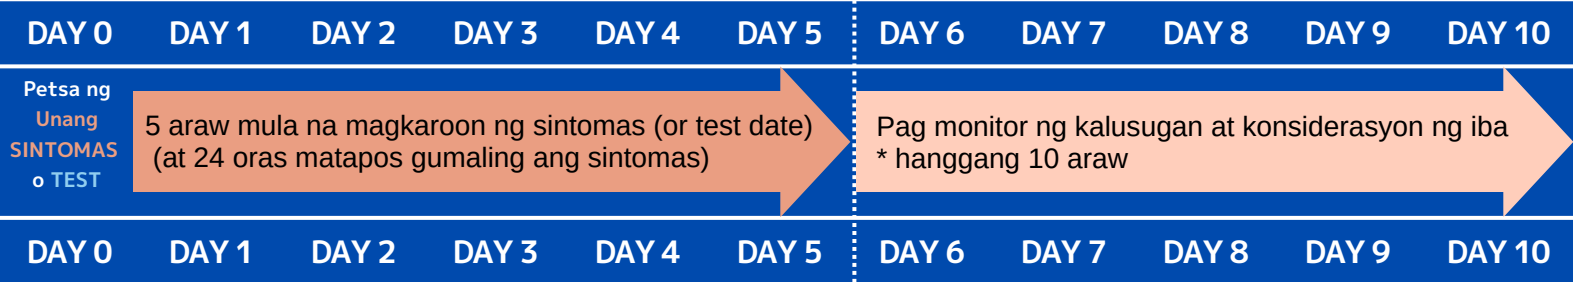 DAY 0 DAY 1 DAY 2 DAY 3 DAY 4 DAY 5 DAY 6 DAY 7 DAY 8 DAY 9 DAY 10
Petsa ng
Unang
SINTOMAS
o TEST
5 araw mula na magkaroon ng sintomas (or test date)
(at 24 oras matapos gumaling ang sintomas)
Pag monitor ng kalusugan at konsiderasyon ng iba
* hanggang 10 araw
DAY 0 DAY 1 DAY 2 DAY 3 DAY 4 DAY 5 DAY 6 DAY 7 DAY 8 DAY 9 DAY 10